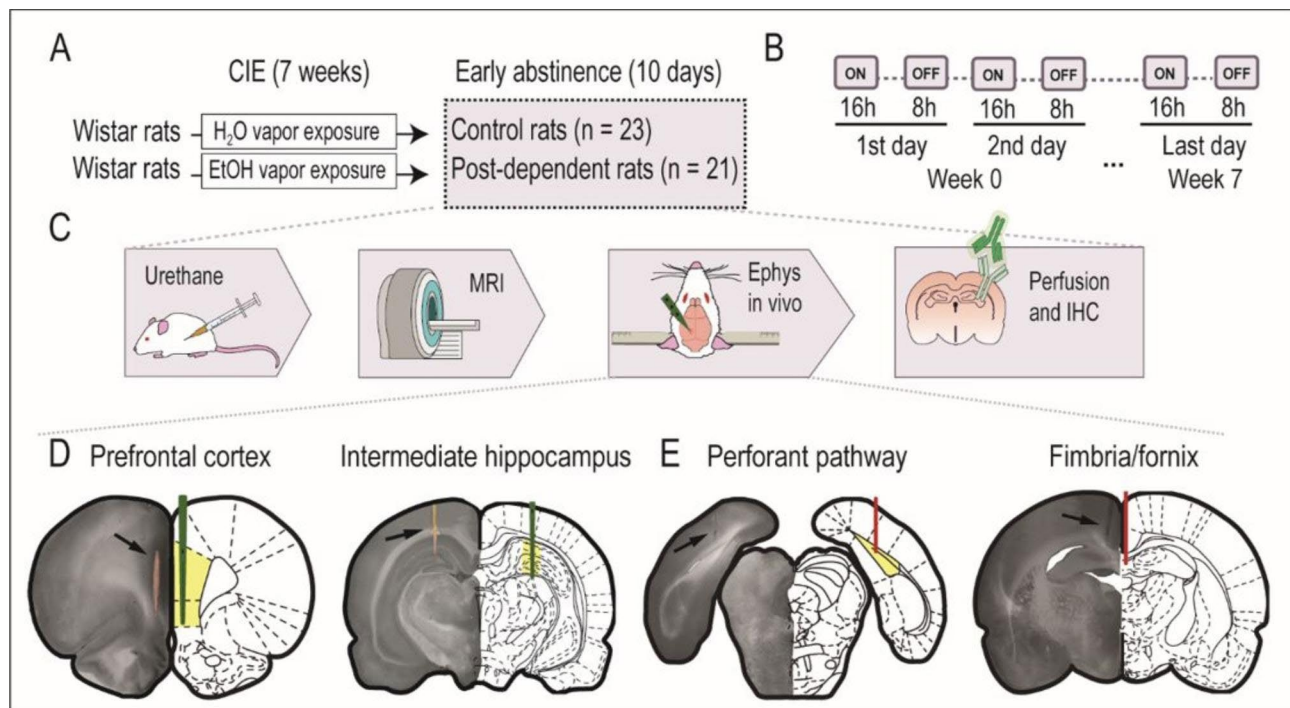 A
CIE (7 weeks)
Early abstinence (10 days)
Wistar rats
H₂O vapor exposure
Control rats (n = 23)
Wistar rats
EtOH vapor exposure
Post-dependent rats (n = 21)
B
ON
OFF
ON
OFF
ON
OFF
16h
8h
16h
8h
16h
8h
1st day
2nd day
...
Last day
Week 0
Week 7
C
Urethane
MRI
Ephys
in vivo
Perfusion
and IHC
D
Prefrontal cortex
Intermediate hippocampus
E
Perforant pathway
Fimbria/fornix